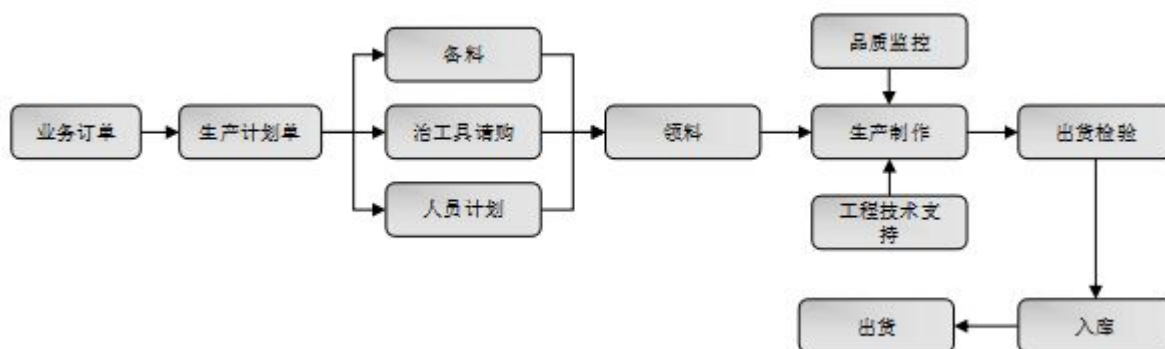 业务订单
生产计划单
备料
治工具请购
人员计划
领料
品质监控
生产制作
工程技术支
持
出货检验
入库
出货